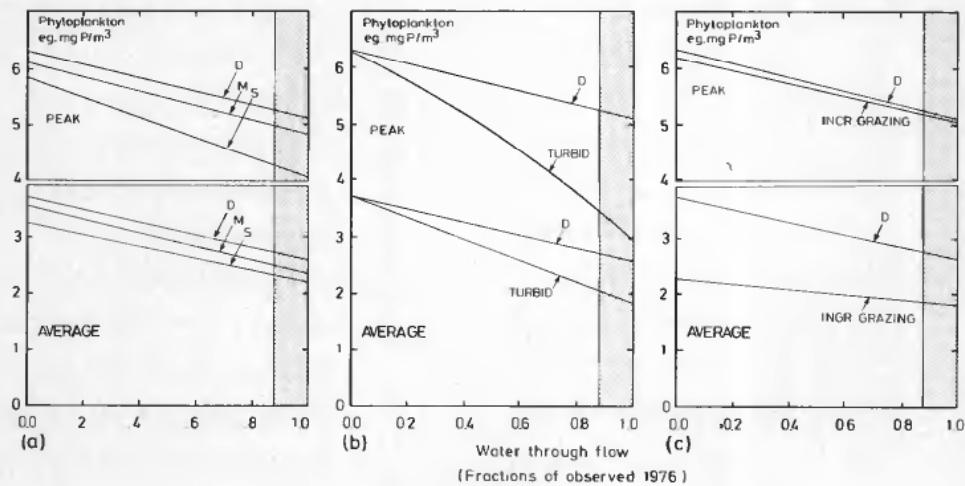 Phytoplankton
eg. mg P/m³
6
5
4
3
2
1
0
D
M
S
PEAK
D
M
S
AVERAGE
0.0 .2 .4 0.6 0.8 1.0
(a)
Phytoplankton
eg. mg P/m³
6
5
4
3
2
1
0
D
PEAK
TURBID
D
TURBID
AVERAGE
0.0 0.2 0.4 0.6 0.8 1.0
(b)
Phytoplankton
eg. mg P/m³
6
5
4
3
2
1
0
D
PEAK
INCR GRAZING
D
INGR GRAZING
AVERAGE
0.0 .0.2 0.4 0.6 0.8 1.0
(c)
Water through flow
(Fractions of observed 1976)